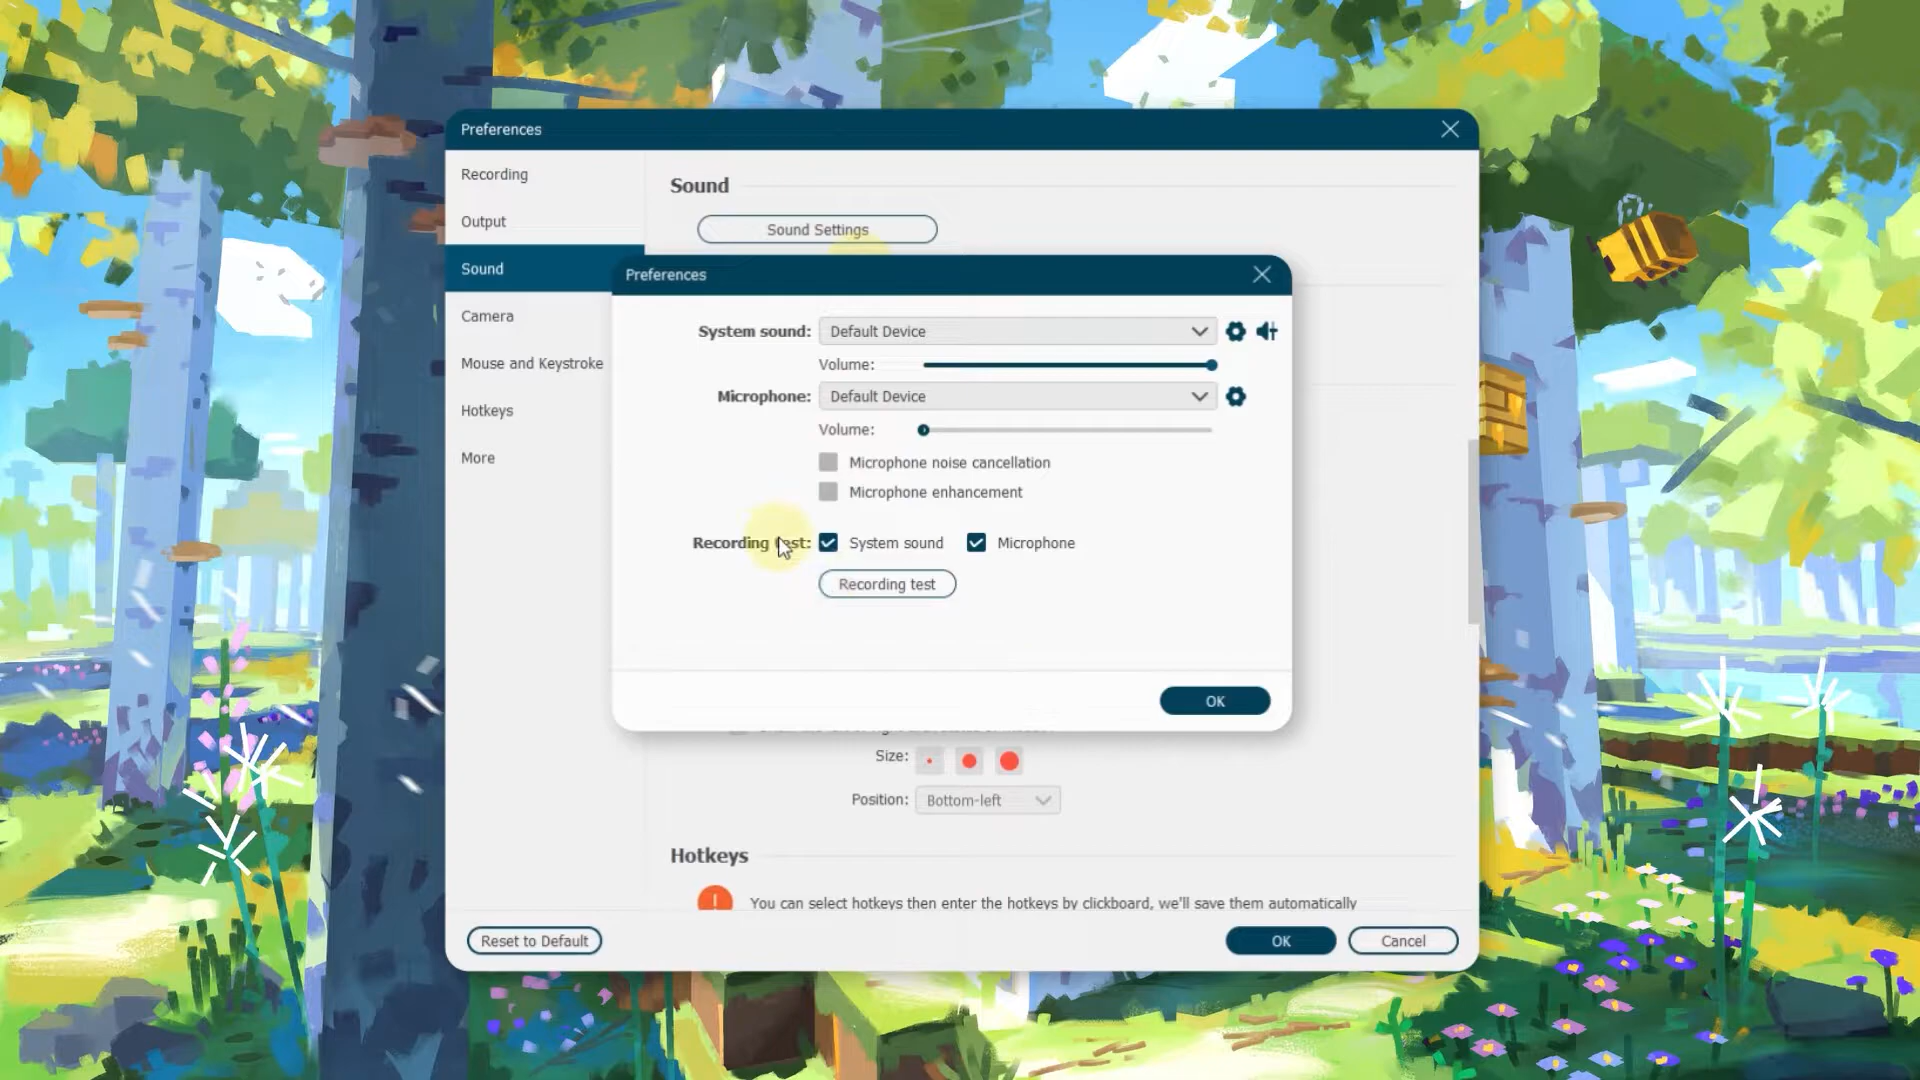 Preferences
Recording
Output
Sound
Camera
Mouse and Keystroke
Hotkeys
More
Sound
Sound Settings
Preferences
System sound: Default Device
Volume:
Microphone: Default Device
Volume:
Microphone noise cancellation
Microphone enhancement
Recording System sound Microphone
Recording test
OK
Size:
Position: Bottom-left
Hotkeys
You can select hotkeys then enter the hotkeys by clickboard, we'll save them automatically
Reset to Default
OK Cancel